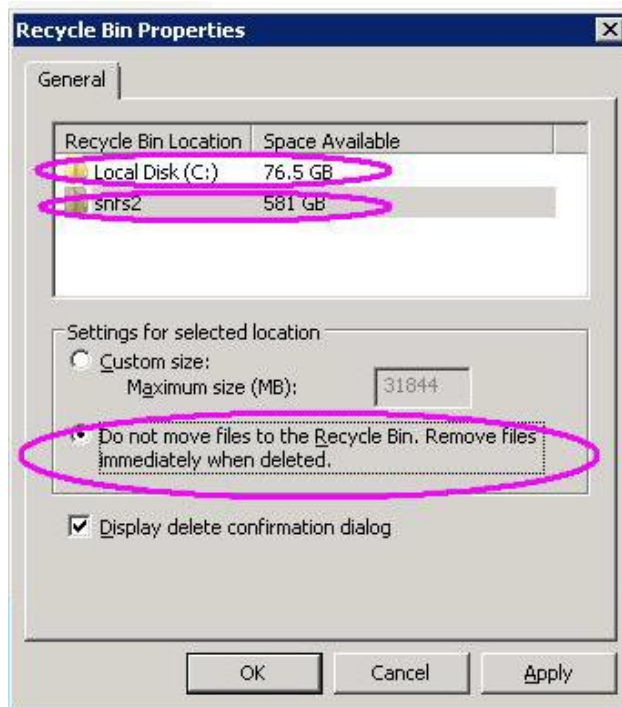 Recycle Bin Properties
General
Recycle Bin Location Space Available
Local Disk (C:) 76.5 GB
snfs2 581 GB
Settings for selected location
Custom size:
Maximum size (MB): 31844
Do not move files to the Recycle Bin. Remove files
immediately when deleted.
Display delete confirmation dialog
OK Cancel Apply